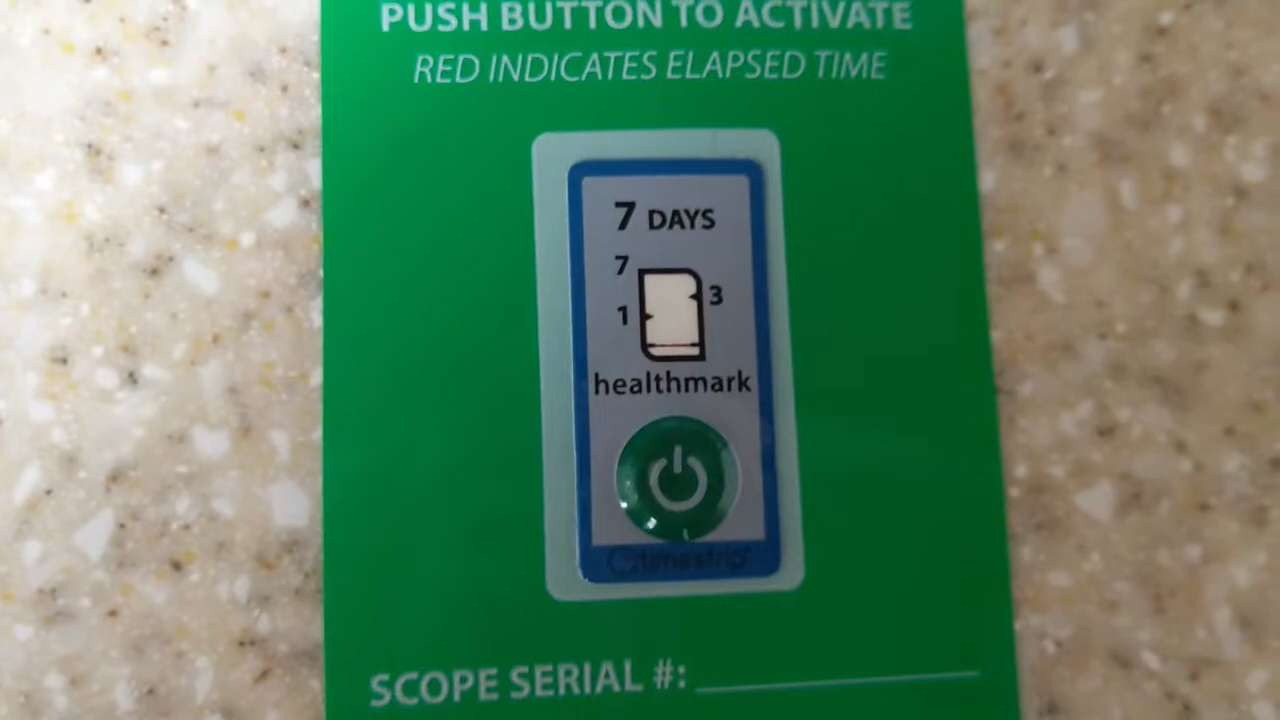 PUSH BUTTON TO ACTIVATE
RED INDICATES ELAPSED TIME
7 DAYS
7
3
1
healthmark
timestrip
SCOPE SERIAL #: